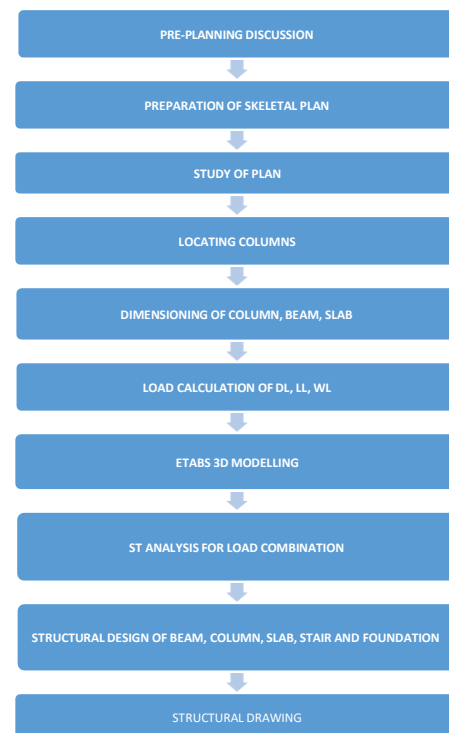 PRE-PLANNING DISCUSSION
PREPARATION OF SKELETAL PLAN
STUDY OF PLAN
LOCATING COLUMNS
DIMENSIONING OF COLUMN, BEAM, SLAB
LOAD CALCULATION OF DL, LL, WL
ETABS 3D MODELLING
ST ANALYSIS FOR LOAD COMBINATION
STRUCTURAL DESIGN OF BEAM, COLUMN, SLAB, STAIR AND FOUNDATION
STRUCTURAL DRAWING